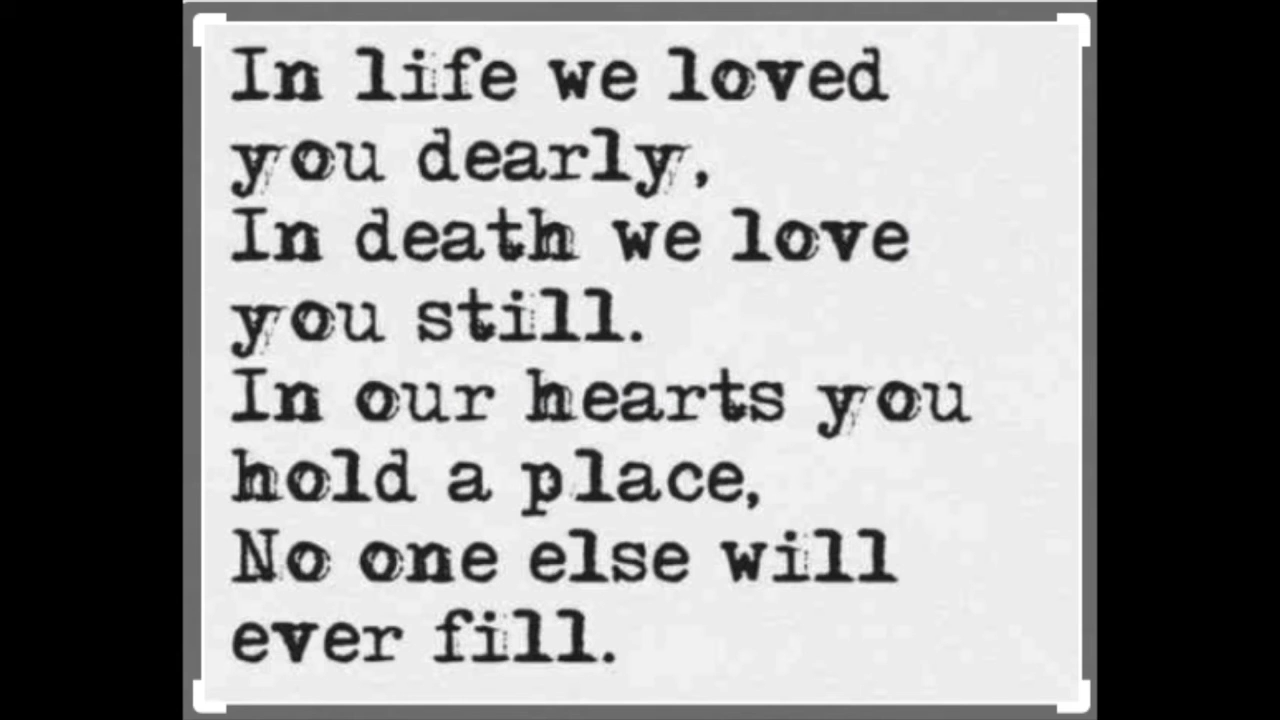 In life we loved
you dearly,
In death we love
you still.
In our hearts you
hold a place,
No one else will
ever fill.